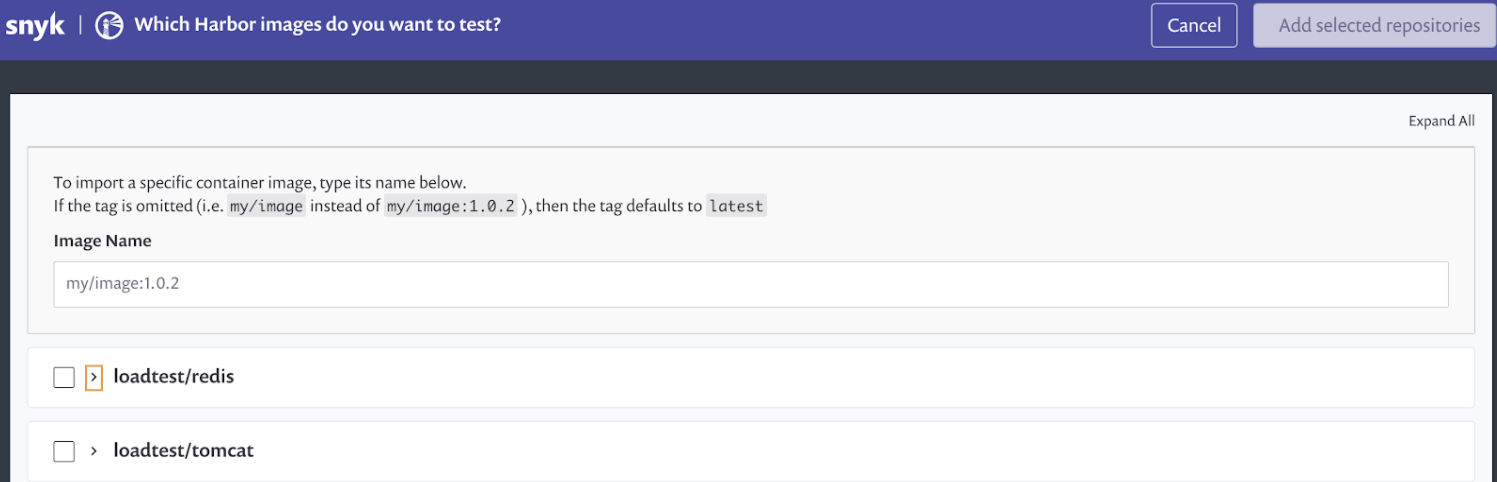 snyk | Which Harbor images do you want to test? Cancel Add selected repositories
Expand All
To import a specific container image, type its name below.
If the tag is omitted (i.e. my/image instead of my/image:1.0.2 ), then the tag defaults to latest
Image Name
my/image:1.0.2
loadtest/redis
loadtest/tomcat